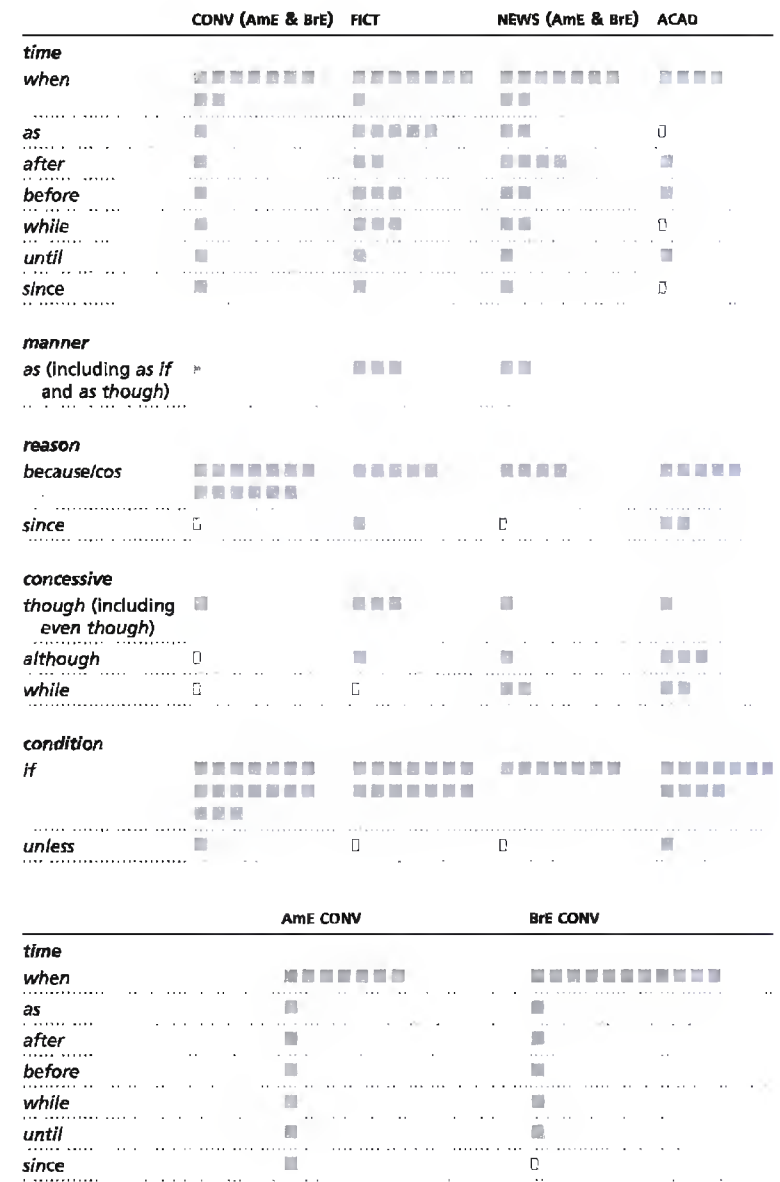 CONV (AmE & BrE) FICT NEWS (AmE & BrE) ACAD
time
when
as
after
before
while
until
since
manner
as (including as if
and as though)
reason
because/cos
since
concessive
though (including
even though)
although
while
condition
if
unless
AmE CONV BrE CONV
time
when
as
after
before
while
until
since